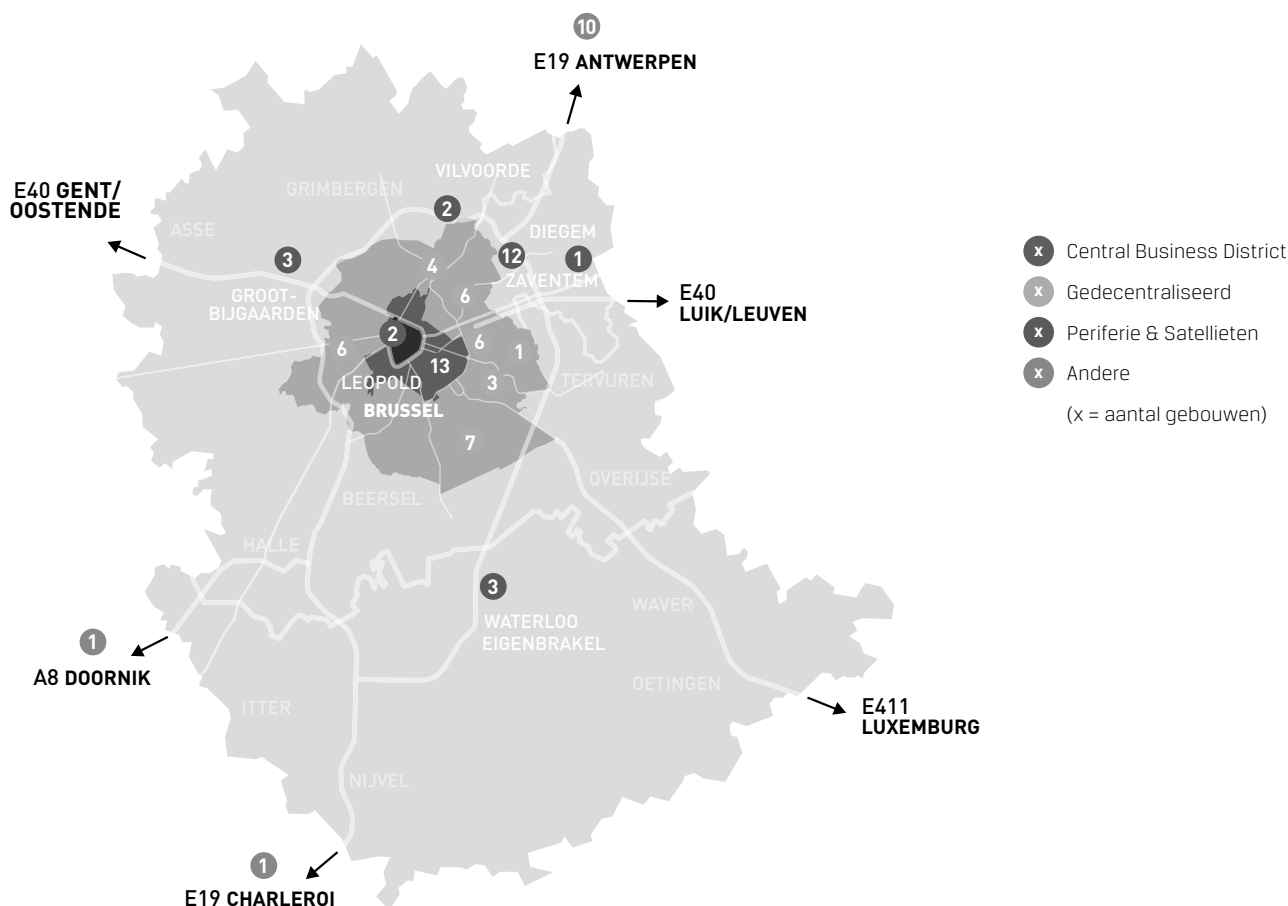 10
E19 ANTWERPEN
VILVOORDE
GRIMBERGEN
E40 GENT/
OOSTENDE
2
ASSE
DIEGEM
3
12
1
4
ZAVENTEM
GROOT-
BIJGAARDEN
6
E40
LUIK/LEUVEN
2
6
6
1
13
LEOPOLD
3
TERVUREN
BRUSSEL
7
OVERIJSE
BEERSEL
HALLE
3
WAVER
WATERLOO
EIGENBRAKEL
1
A8 DOORNIK
OETINGEN
ITTER
E411
LUXEMBURG
NIJVEL
1
E19 CHARLEROI
x Central Business District
x Gedecentraliseerd
x Periferie & Satellieten
x Andere
(x = aantal gebouwen)